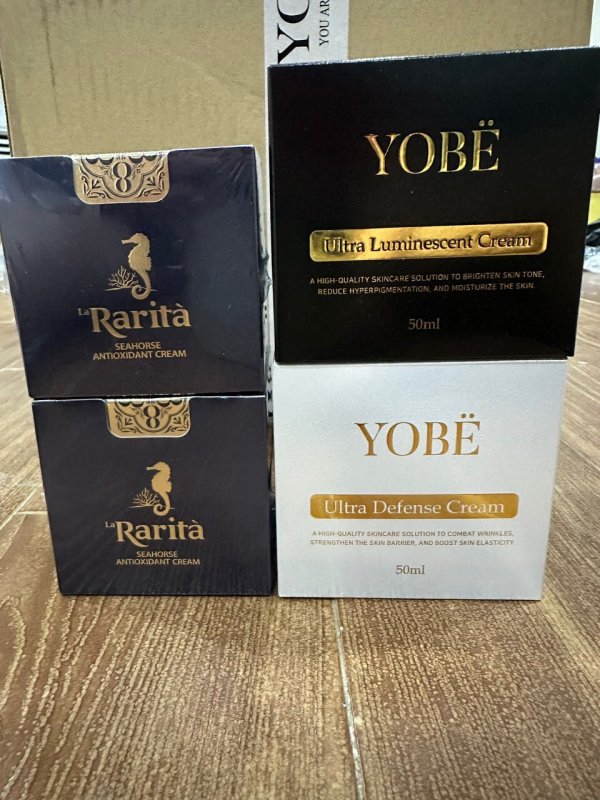 YO
YOU AR
8
La Rarità
SEAHORSE
ANTIOXIDANT CREAM
8
La Rarità
SEAHORSE
ANTIOXIDANT CREAM
YOBË
Ultra Luminescent Cream
A HIGH-QUALITY SKINCARE SOLUTION TO BRIGHTEN SKIN TONE,
REDUCE HYPERPIGMENTATION, AND MOISTURIZE THE SKIN.
50ml
YOBË
Ultra Defense Cream
A HIGH-QUALITY SKINCARE SOLUTION TO COMBAT WRINKLES,
STRENGTHEN THE SKIN BARRIER, AND BOOST SKIN ELASTICITY.
50ml